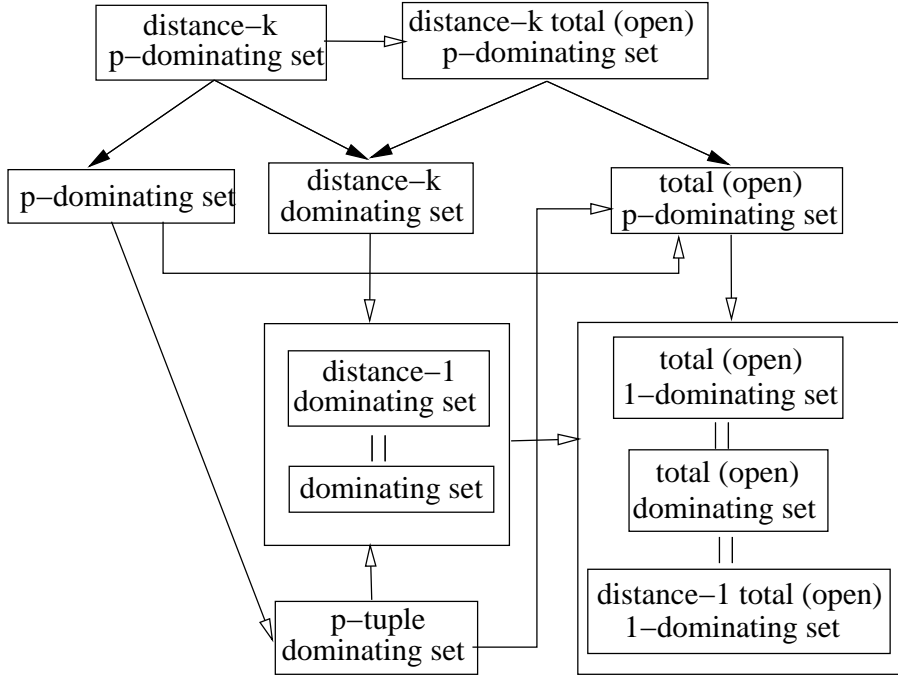 distance–k
p–dominating set
distance–k total (open)
p–dominating set
p–dominating set
distance–k
dominating set
total (open)
p–dominating set
distance–1
dominating set
dominating set
total (open)
1–dominating set
total (open)
dominating set
distance–1 total (open)
1–dominating set
p–tuple
dominating set